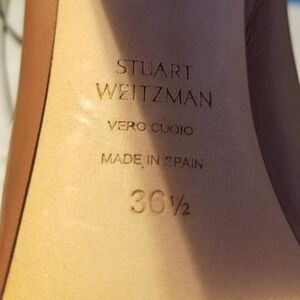 STUART
WEITZMAN
VERO CUOIO
MADE IN SPAIN
36½